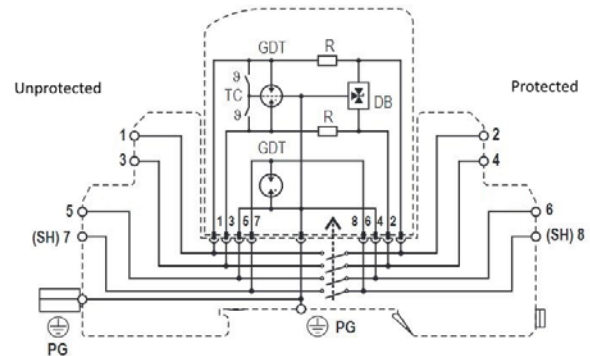 GDT R
Unprotected
ϑ
TC
DB
Protected
ϑ
R
1
2
3
GDT
4
5
6
1 3 5 7 8 6 4 2
(SH) 7
(SH) 8
PG
PG